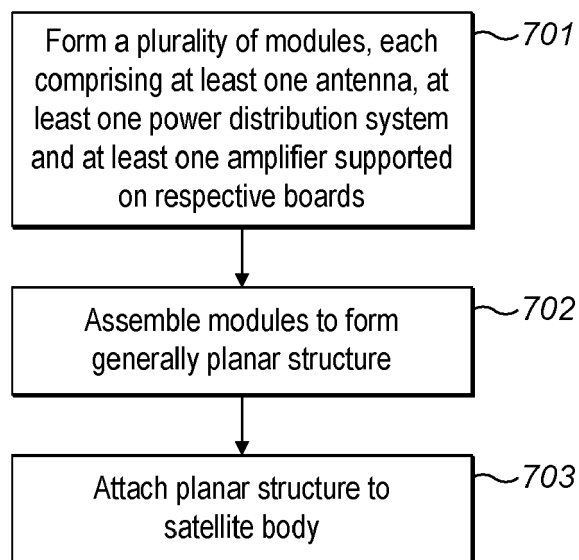 Form a plurality of modules, each
comprising at least one antenna, at
least one power distribution system
and at least one amplifier supported
on respective boards
701
Assemble modules to form
generally planar structure
702
Attach planar structure to
satellite body
703